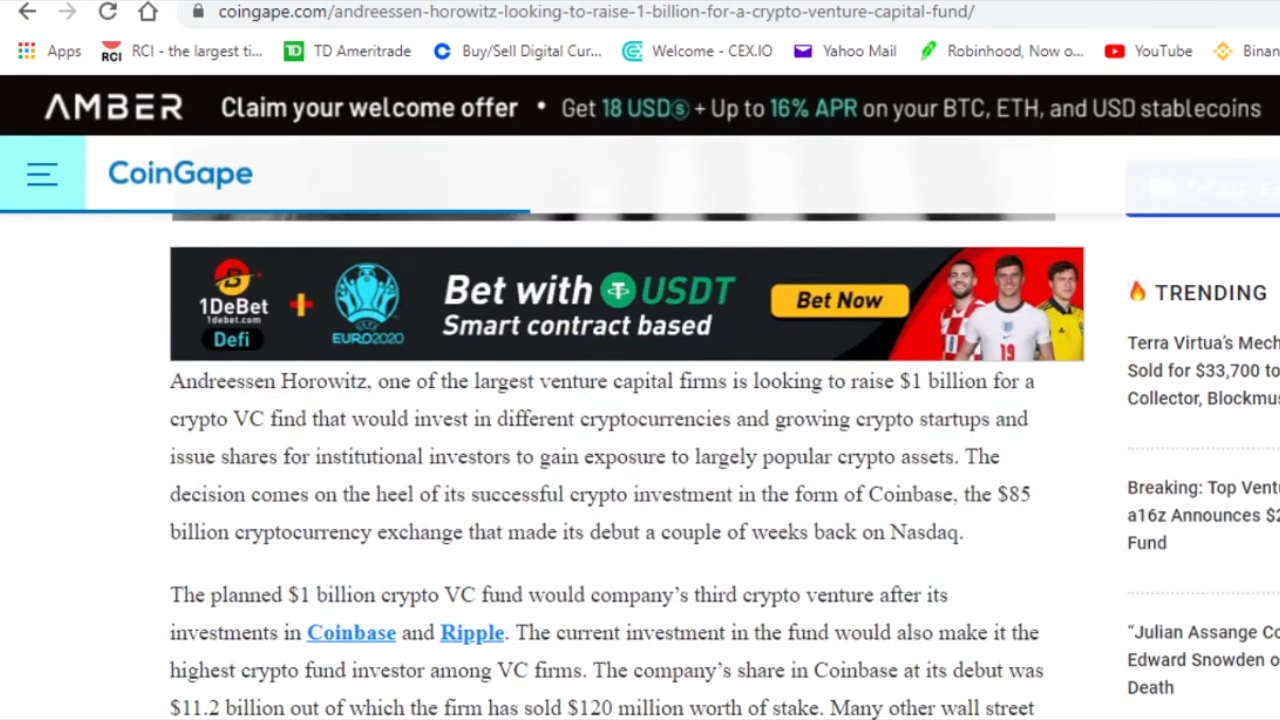 coingape.com/andreessen-horowitz-looking-to-raise-1-billion-for-a-crypto-venture-capital-fund/
Apps RCI RCI - the largest ti... TD TD Ameritrade Buy/Sell Digital Cur... Welcome - CEX.IO Yahoo Mail Robinhood, Now o... YouTube Binan
AMBER Claim your welcome offer • Get 18 USDⓢ + Up to 16% APR on your BTC, ETH, and USD stablecoins
CoinGape
1DeBet
1debet.com
Defi
+
EURO2020
Bet with USDT
Smart contract based
Bet Now
19
Andreessen Horowitz, one of the largest venture capital firms is looking to raise $1 billion for a
crypto VC find that would invest in different cryptocurrencies and growing crypto startups and
issue shares for institutional investors to gain exposure to largely popular crypto assets. The
decision comes on the heel of its successful crypto investment in the form of Coinbase, the $85
billion cryptocurrency exchange that made its debut a couple of weeks back on Nasdaq.
The planned $1 billion crypto VC fund would company’s third crypto venture after its
investments in Coinbase and Ripple. The current investment in the fund would also make it the
highest crypto fund investor among VC firms. The company’s share in Coinbase at its debut was
$11.2 billion out of which the firm has sold $120 million worth of stake. Many other wall street
TRENDING
Terra Virtua’s Mech
Sold for $33,700 to
Collector, Blockmus
Breaking: Top Ventu
a16z Announces $2
Fund
“Julian Assange Co
Edward Snowden o
Death